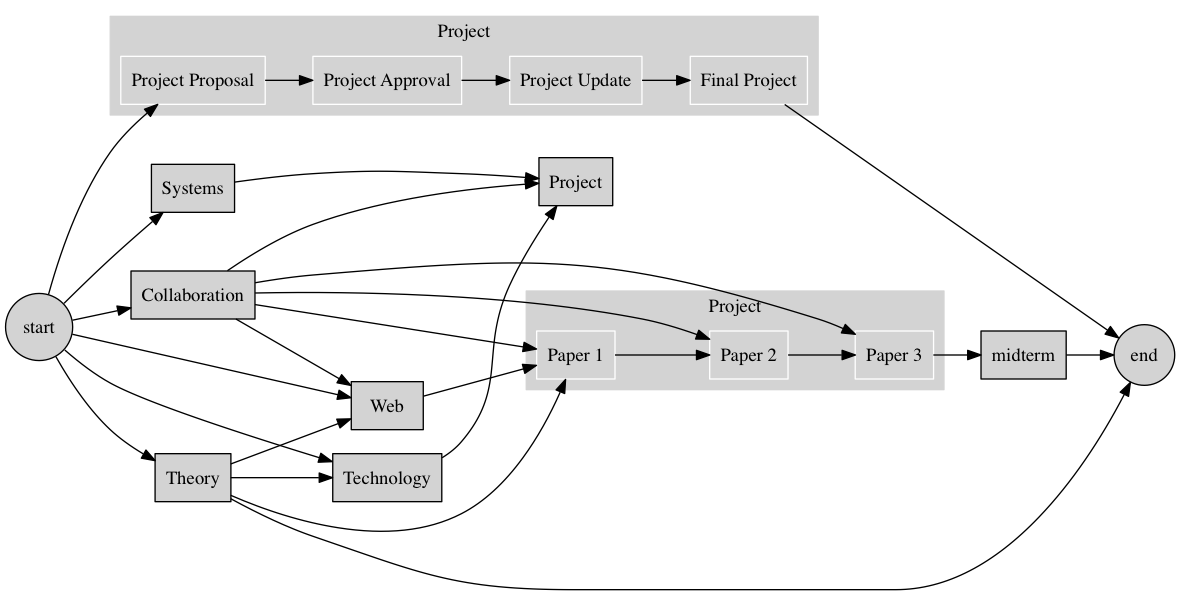 Project
Project Proposal
Project Approval
Project Update
Final Project
Systems
Project
Collaboration
Project
start
Paper 1
Paper 2
Paper 3
midterm
end
Web
Theory
Technology